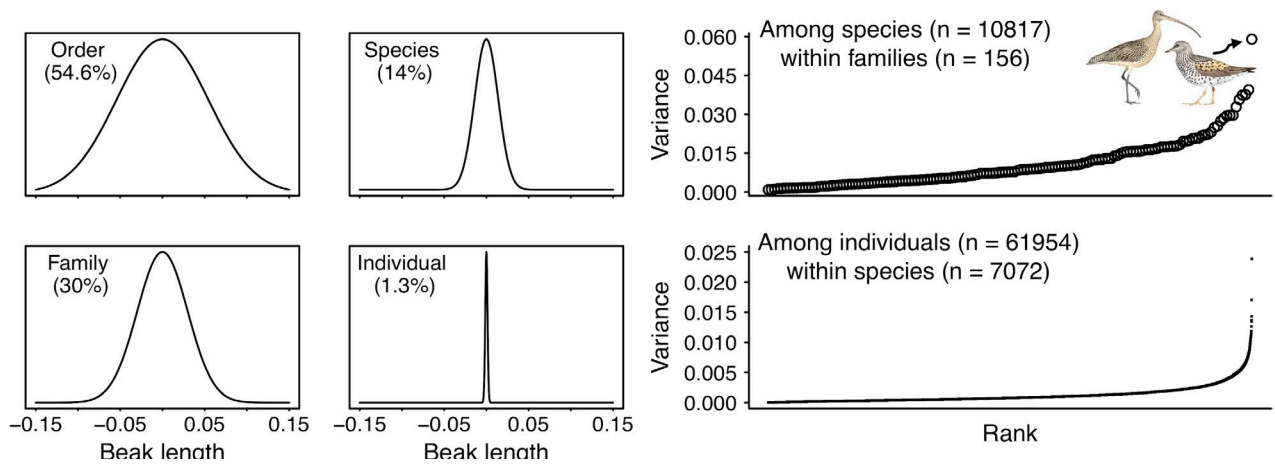 Order
(54.6%)
Species
(14%)
Family
(30%)
Individual
(1.3%)
−0.15 −0.05 0.05 0.15
Beak length
−0.15 −0.05 0.05 0.15
Beak length
Variance
0.060
0.045
0.030
0.015
0.000
Among species (n = 10817)
within families (n = 156)
Variance
0.025
0.020
0.015
0.010
0.005
0.000
Among individuals (n = 61954)
within species (n = 7072)
Rank